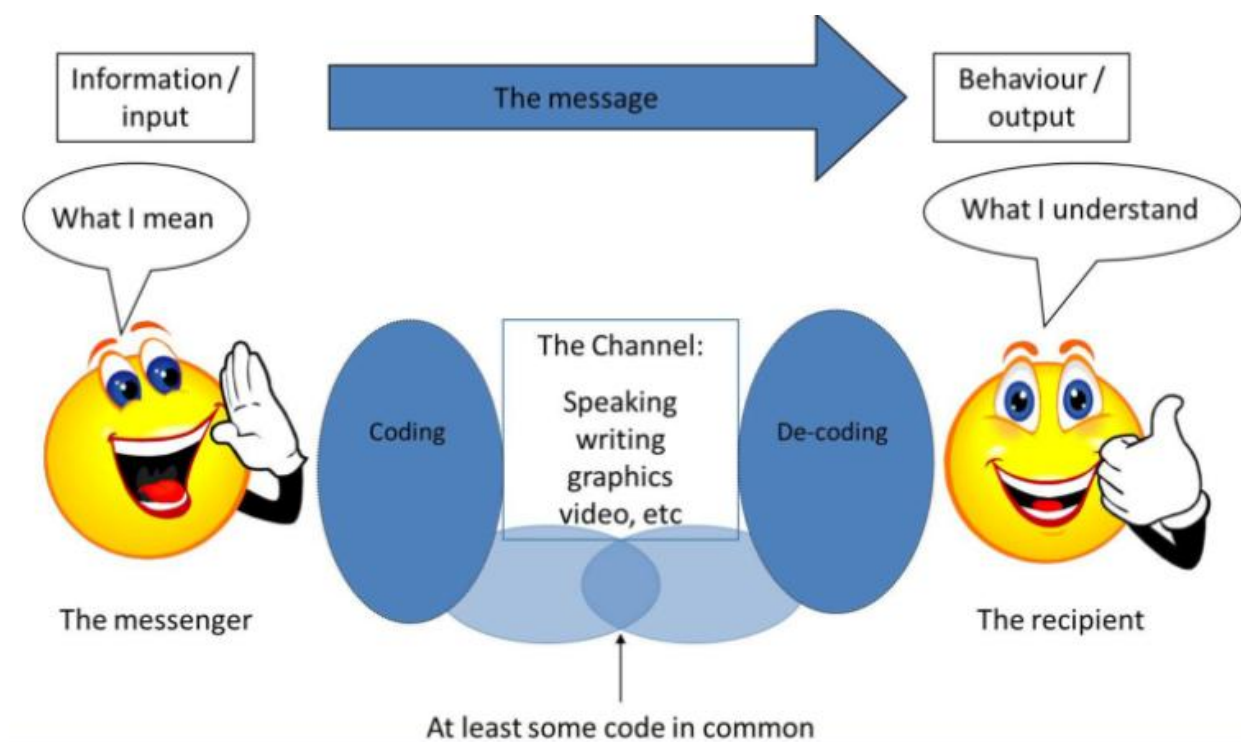 Information /
input
The message
Behaviour /
output
What I mean
What I understand
Coding
The Channel:
Speaking
writing
graphics
video, etc
De-coding
The messenger
The recipient
At least some code in common